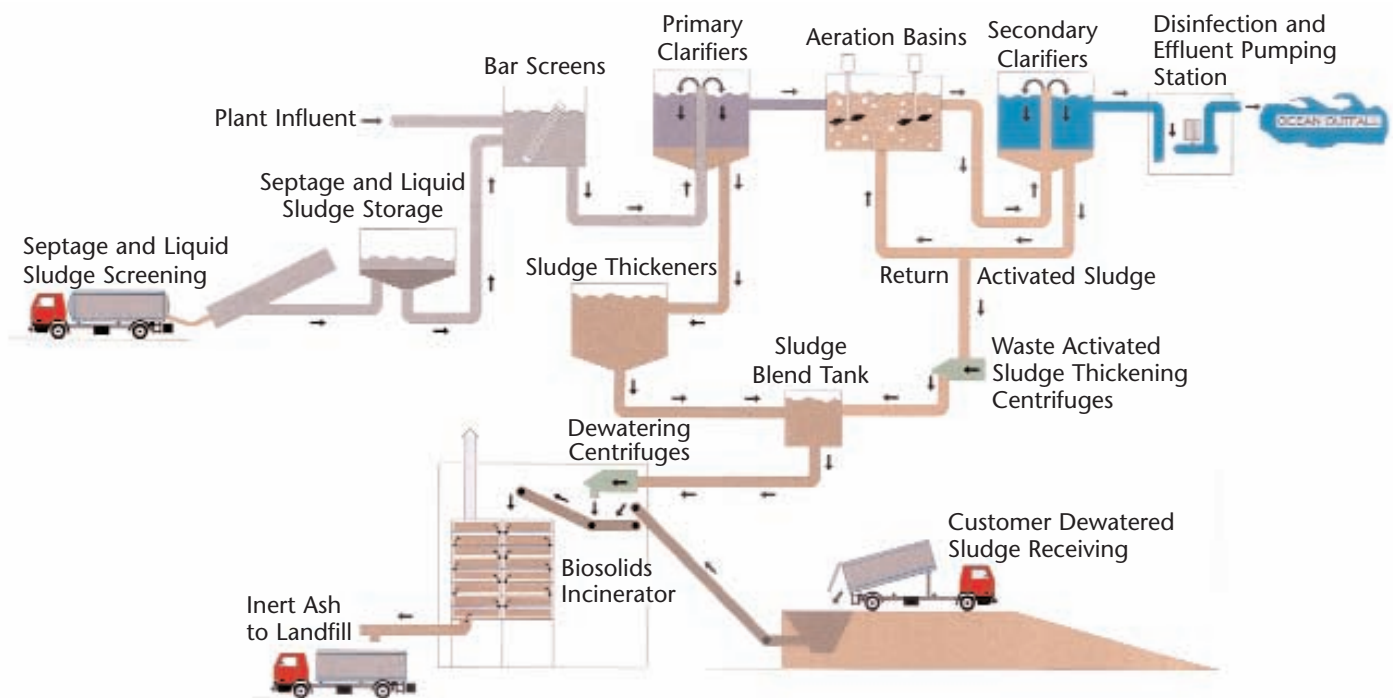 Primary
Clarifiers
Aeration Basins
Secondary
Clarifiers
Disinfection and
Effluent Pumping
Station
Bar Screens
Plant Influent
OCEAN OUTFALL
Septage and Liquid
Sludge Storage
Septage and Liquid
Sludge Screening
Sludge Thickeners
Return
Activated Sludge
Sludge
Blend Tank
Waste Activated
Sludge Thickening
Centrifuges
Dewatering
Centrifuges
Customer Dewatered
Sludge Receiving
Biosolids
Incinerator
Inert Ash
to Landfill